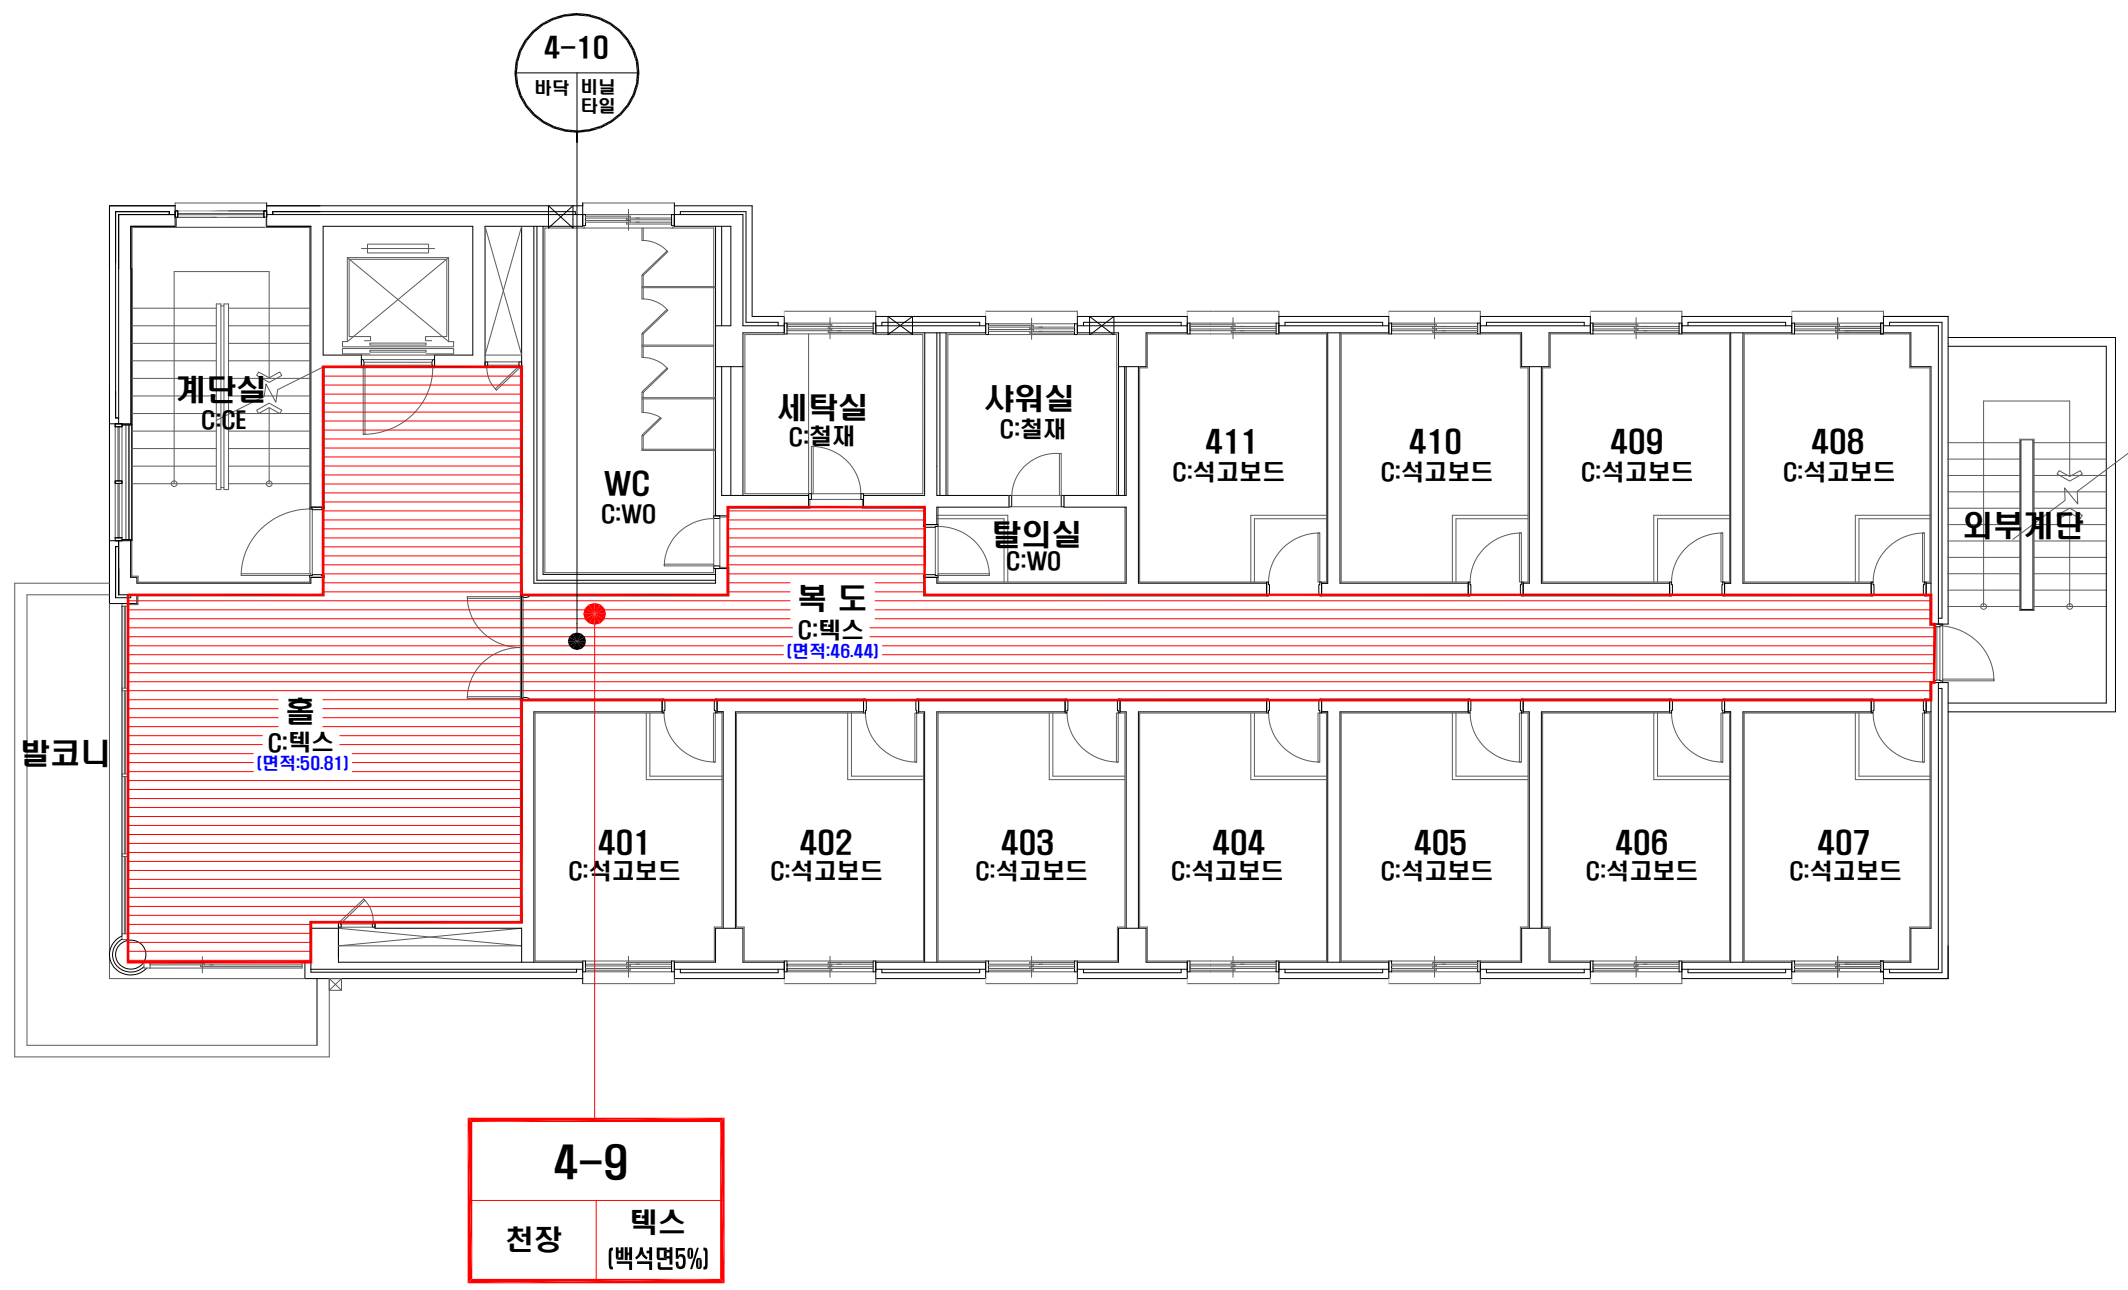 4-10
바닥 비닐
타일
계단실
C:CE
WC
C:WO
세탁실
C:철재
샤워실
C:철재
탈의실
C:WO
411
C:석고보드
410
C:석고보드
409
C:석고보드
408
C:석고보드
외부계단
복 도
C:텍스
(면적:46.44)
홀
C:텍스
(면적:50.81)
발코니
401
C:석고보드
402
C:석고보드
403
C:석고보드
404
C:석고보드
405
C:석고보드
406
C:석고보드
407
C:석고보드
4-9
천장
텍스
(백석면5%)